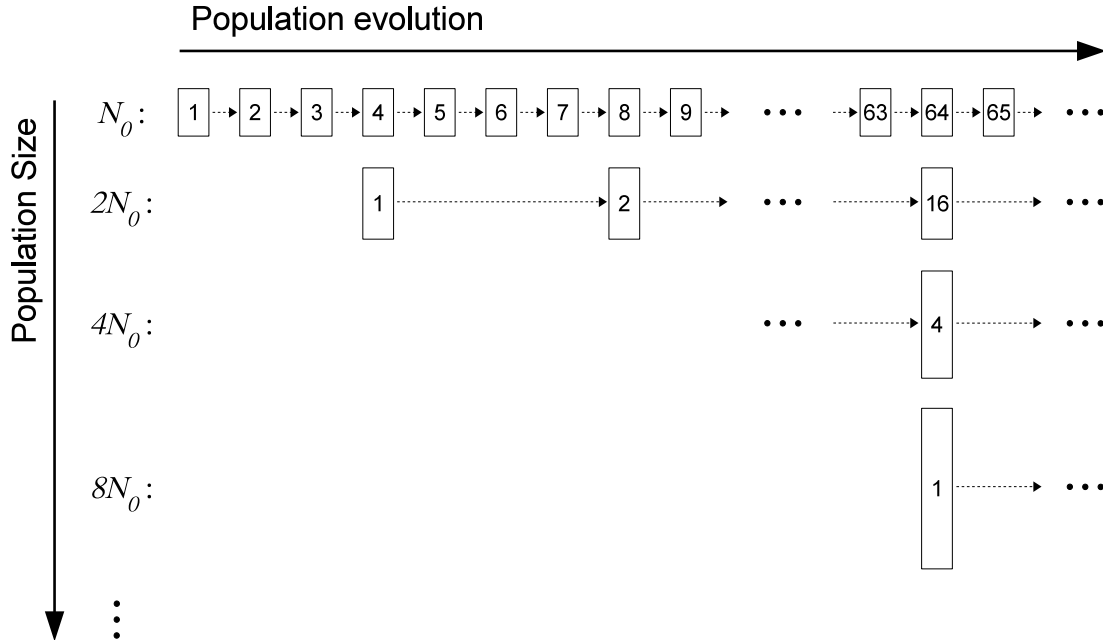 Population evolution
Population Size
N₀: 1 2 3 4 5 6 7 8 9 ••• 63 64 65 •••
2N₀: 1 2 ••• 16 •••
4N₀: ••• 4 •••
8N₀: 1 •••